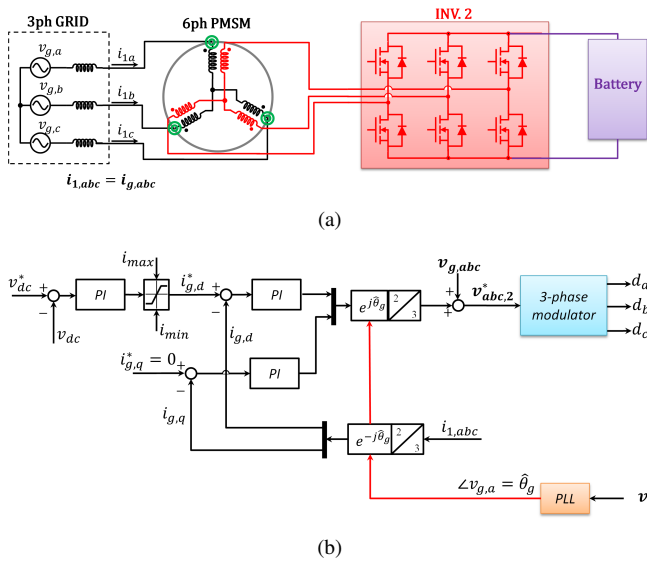 3ph GRID
6ph PMSM
INV. 2
v_{g,a}
i_{1a}
v_{g,b}
i_{1b}
v_{g,c}
i_{1c}
Battery
i_{1,abc} = i_{g,abc}
(a)
i_{max}
v_{dc}^*
+
−
PI
i_{g,d}^*
+
−
PI
v_{g,abc}
v_{dc}
i_{min}
i_{g,d}
e^{j\hat{θ}_g}
2
3
+
+
v_{abc,2}^*
3-phase
modulator
d_a
d_b
d_c
i_{g,q}^* = 0
+
−
PI
i_{g,q}
e^{-j\hat{θ}_g}
2
3
i_{1,abc}
∠v_{g,a} = \hat{θ}_g
PLL
v
(b)